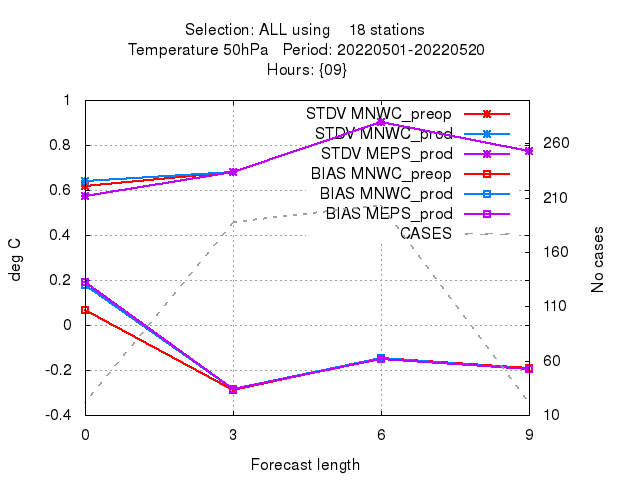 Selection: ALL using    18 stations
Temperature 50hPa   Period: 20220501-20220520
Hours: {09}
1
0.8
0.6
0.4
0.2
0
-0.2
-0.4
deg C
STDV MNWC_preop
STDV MNWC_prod
STDV MEPS_prod
BIAS MNWC_preop
BIAS MNWC_prod
BIAS MEPS_prod
CASES
260
210
160
110
60
10
No cases
0 3 6 9
Forecast length